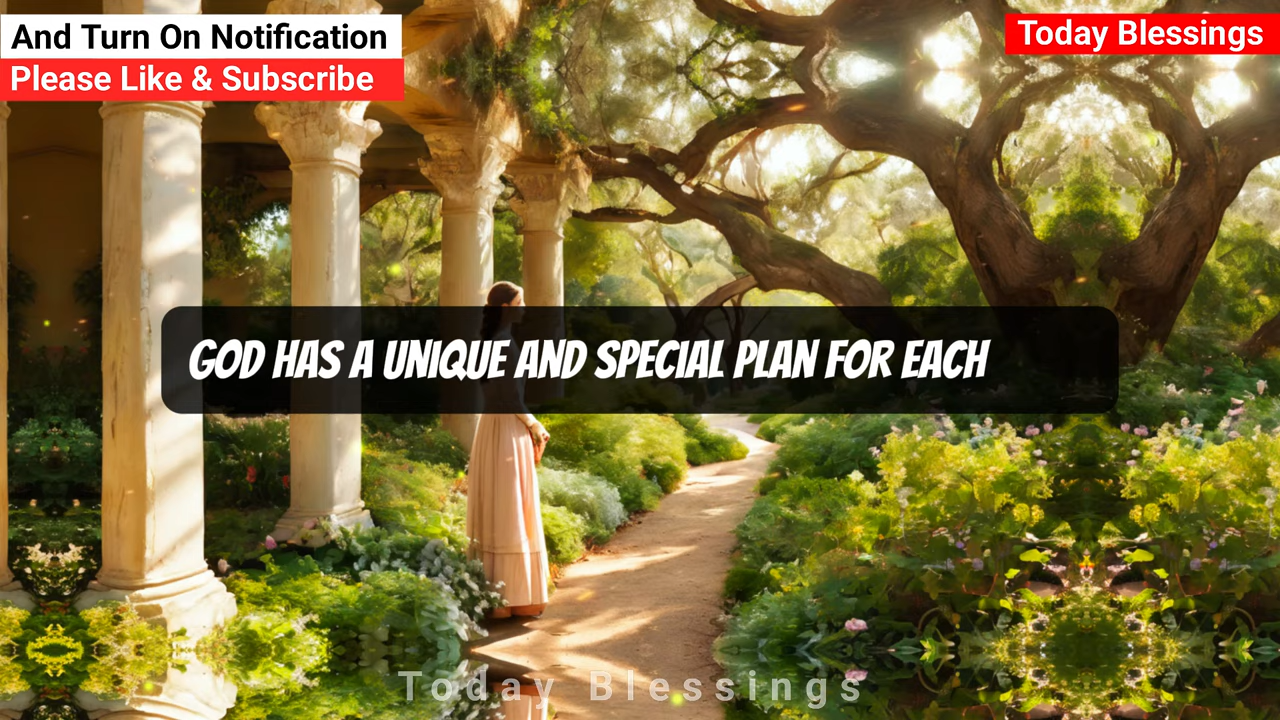 And Turn On Notification
Please Like & Subscribe
Today Blessings
GOD HAS A UNIQUE AND SPECIAL PLAN FOR EACH
Today Blessings